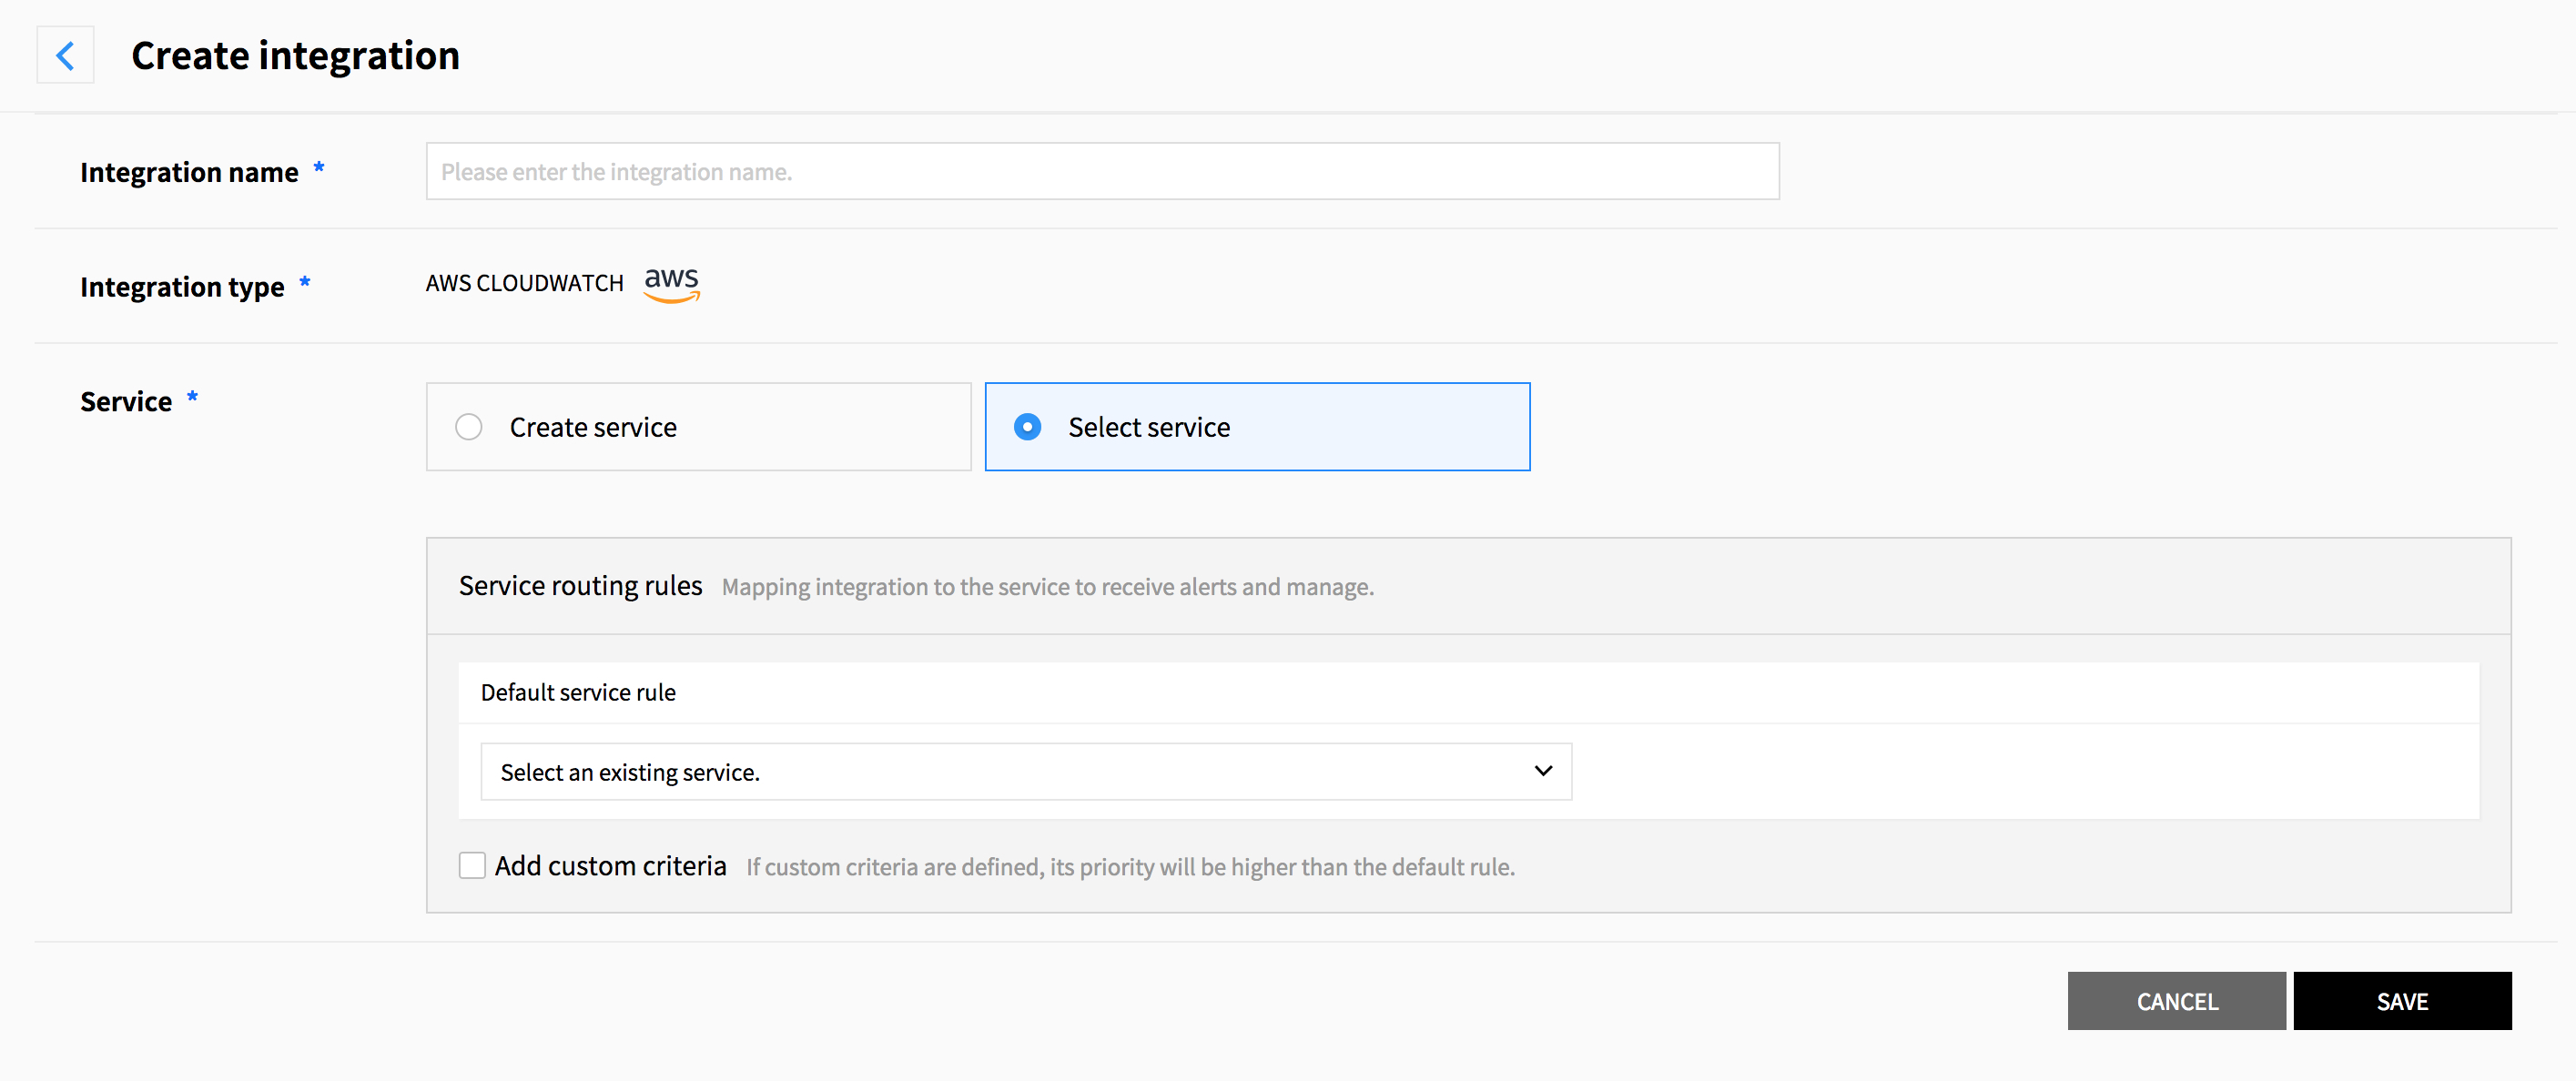 Create integration
Integration name *
Please enter the integration name.
Integration type *
AWS CLOUDWATCH aws
Service *
Create service
Select service
Service routing rules Mapping integration to the service to receive alerts and manage.
Default service rule
Select an existing service.
Add custom criteria If custom criteria are defined, its priority will be higher than the default rule.
CANCEL
SAVE